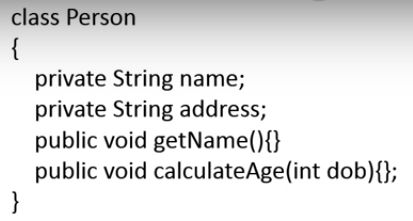 class Person
{
private String name;
private String address;
public void getName(){}
public void calculateAge(int dob){};
}